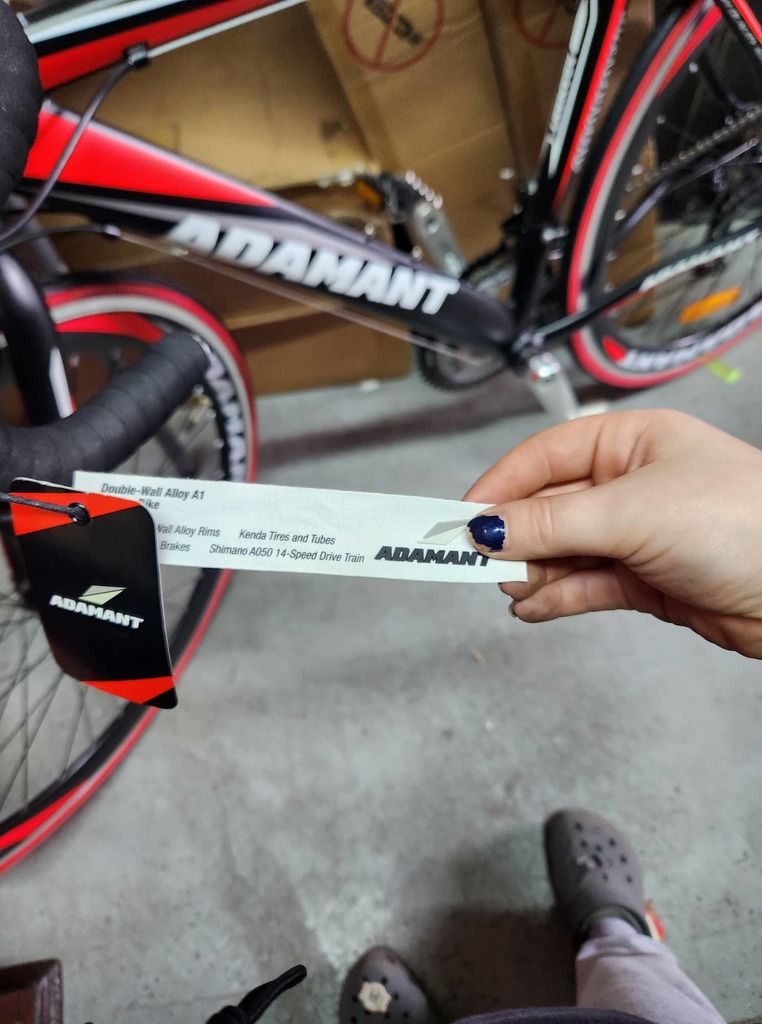 ADAMANT
ADAMANT
Double-Wall Alloy A1
Bike
Wall Alloy Rims Kenda Tires and Tubes
Brakes Shimano A050 14-Speed Drive Train
ADAMANT
ADAMANT